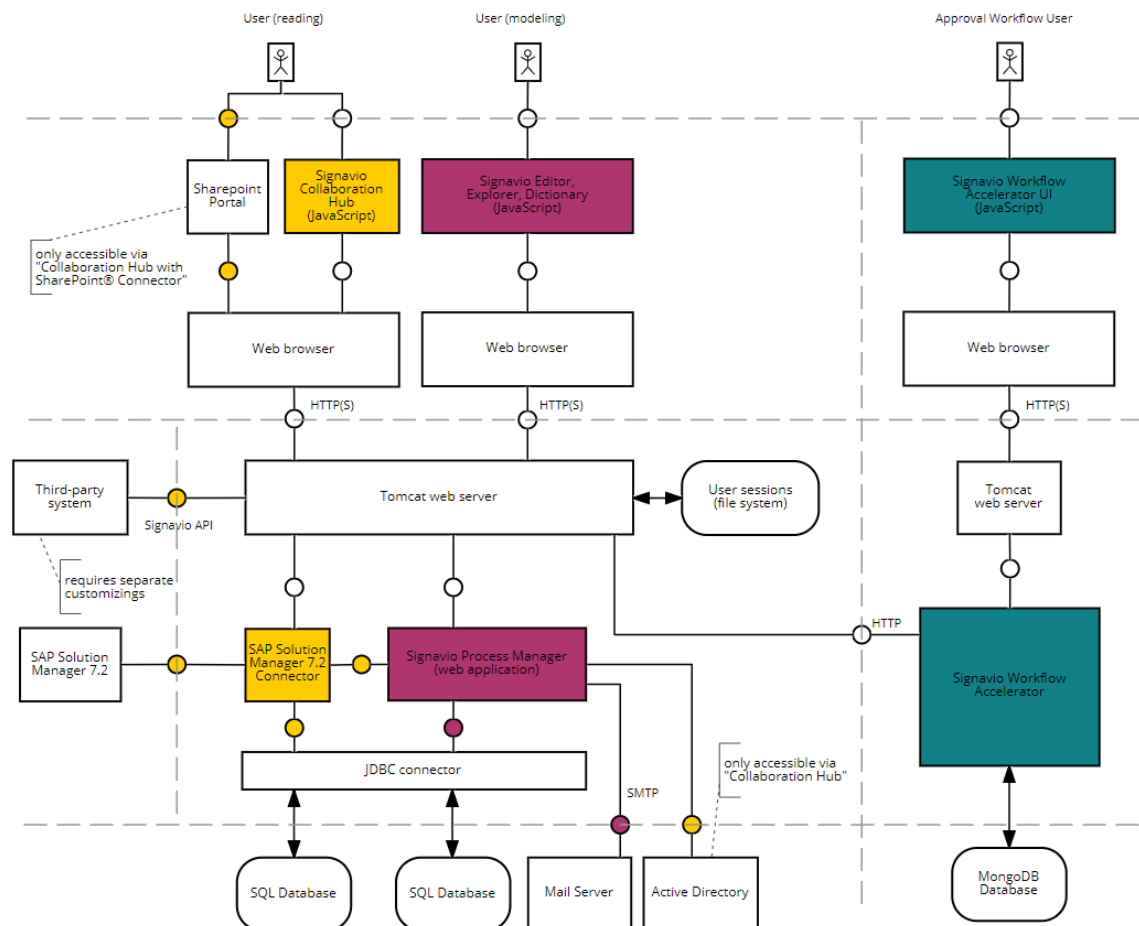 User (reading)
User (modeling)
Approval Workflow User
Sharepoint
Portal
Signavio
Collaboration
Hub
(JavaScript)
Signavio Editor,
Explorer, Dictionary
(JavaScript)
Signavio Workflow
Accelerator UI
(JavaScript)
only accessible via
"Collaboration Hub with
SharePoint® Connector"
Web browser
Web browser
Web browser
HTTP(S)
HTTP(S)
HTTP(S)
Third-party
system
Signavio API
Tomcat web server
User sessions
(file system)
Tomcat
web server
requires separate
customizings
HTTP
SAP Solution
Manager 7.2
SAP Solution
Manager 7.2
Connector
Signavio Process Manager
(web application)
Signavio Workflow
Accelerator
JDBC connector
only accessible via
"Collaboration Hub"
SMTP
SQL Database
SQL Database
Mail Server
Active Directory
MongoDB
Database